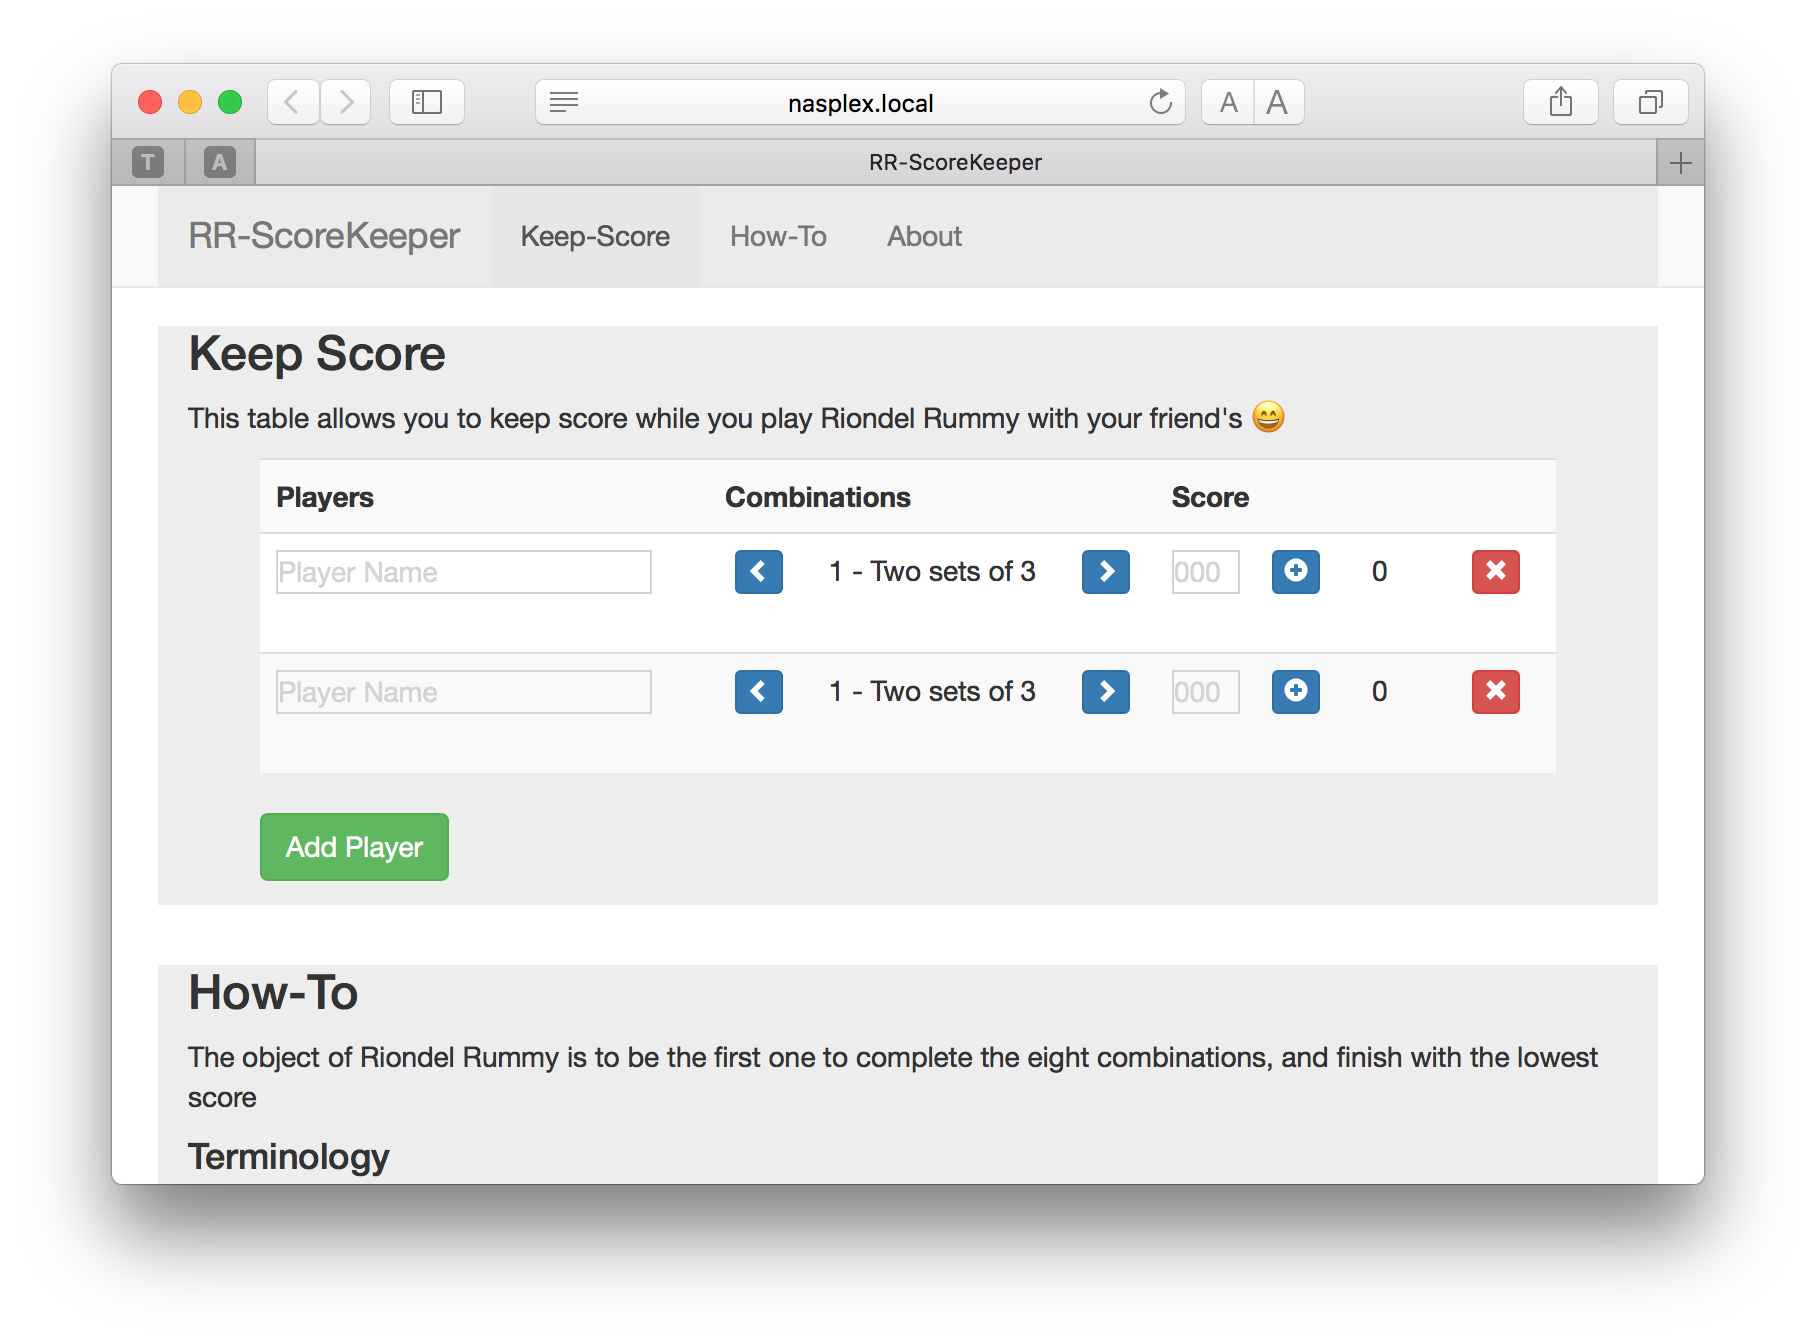 nasplex.local
A A
T A RR-ScoreKeeper
RR-ScoreKeeper Keep-Score How-To About
Keep Score
This table allows you to keep score while you play Riondel Rummy with your friend's 😄
Players Combinations Score
Player Name 1 - Two sets of 3 000 0
Player Name 1 - Two sets of 3 000 0
Add Player
How-To
The object of Riondel Rummy is to be the first one to complete the eight combinations, and finish with the lowest
score
Terminology